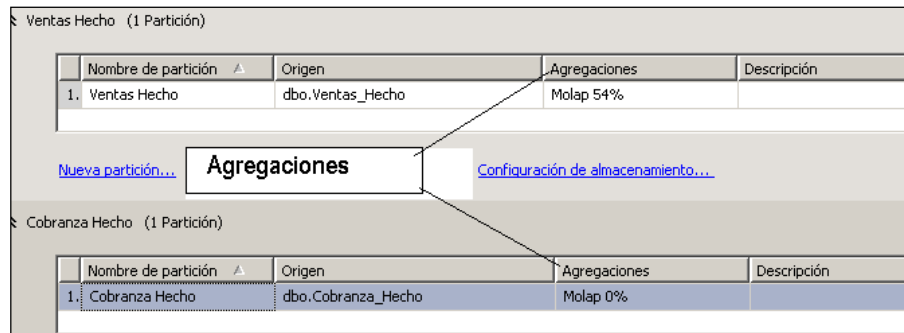 Ventas Hecho (1 Partición)
Nombre de partición Origen Agregaciones Descripción
1. Ventas Hecho dbo.Ventas_Hecho Molap 54%
Nueva partición... Agregaciones Configuración de almacenamiento...
Cobranza Hecho (1 Partición)
Nombre de partición Origen Agregaciones Descripción
1. Cobranza Hecho dbo.Cobranza_Hecho Molap 0%